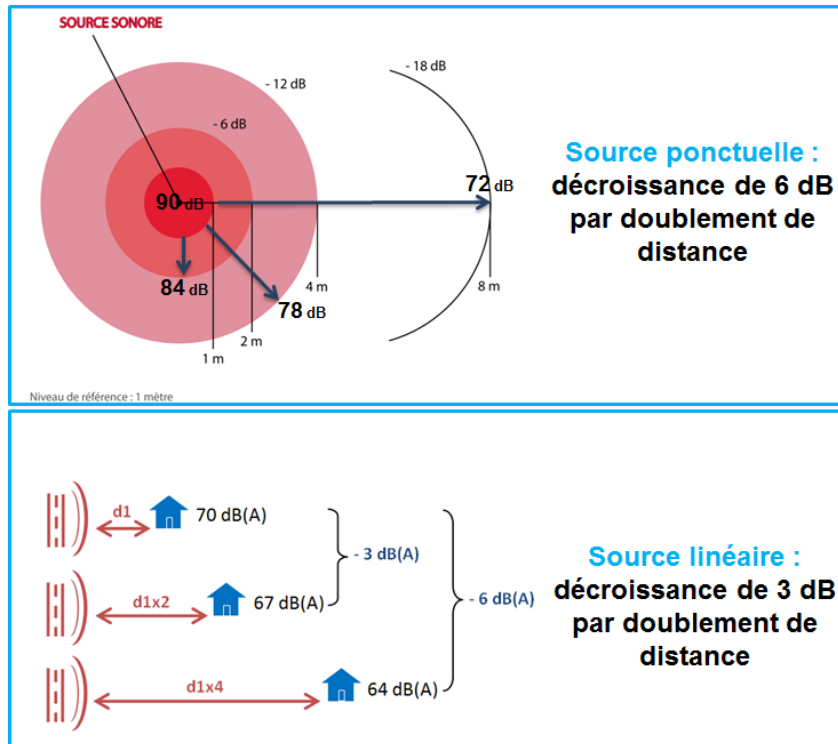 SOURCE SONORE
- 18 dB
- 12 dB
- 6 dB
Source ponctuelle :
décroissance de 6 dB
par doublement de
distance
90 dB
72 dB
84 dB
78 dB
4 m
8 m
2 m
1 m
Niveau de référence : 1 mètre
d1
70 dB(A)
- 3 dB(A)
d1x2
67 dB(A)
- 6 dB(A)
d1x4
64 dB(A)
Source linéaire :
décroissance de 3 dB
par doublement de
distance